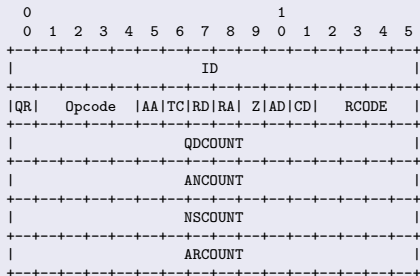 0                                1
0  1  2  3  4  5  6  7  8  9  0  1  2  3  4  5
+--+--+--+--+--+--+--+--+--+--+--+--+--+--+--+--+
|                      ID                       |
+--+--+--+--+--+--+--+--+--+--+--+--+--+--+--+--+
|QR|   Opcode  |AA|TC|RD|RA| Z|AD|CD|   RCODE   |
+--+--+--+--+--+--+--+--+--+--+--+--+--+--+--+--+
|                    QDCOUNT                    |
+--+--+--+--+--+--+--+--+--+--+--+--+--+--+--+--+
|                    ANCOUNT                    |
+--+--+--+--+--+--+--+--+--+--+--+--+--+--+--+--+
|                    NSCOUNT                    |
+--+--+--+--+--+--+--+--+--+--+--+--+--+--+--+--+
|                    ARCOUNT                    |
+--+--+--+--+--+--+--+--+--+--+--+--+--+--+--+--+